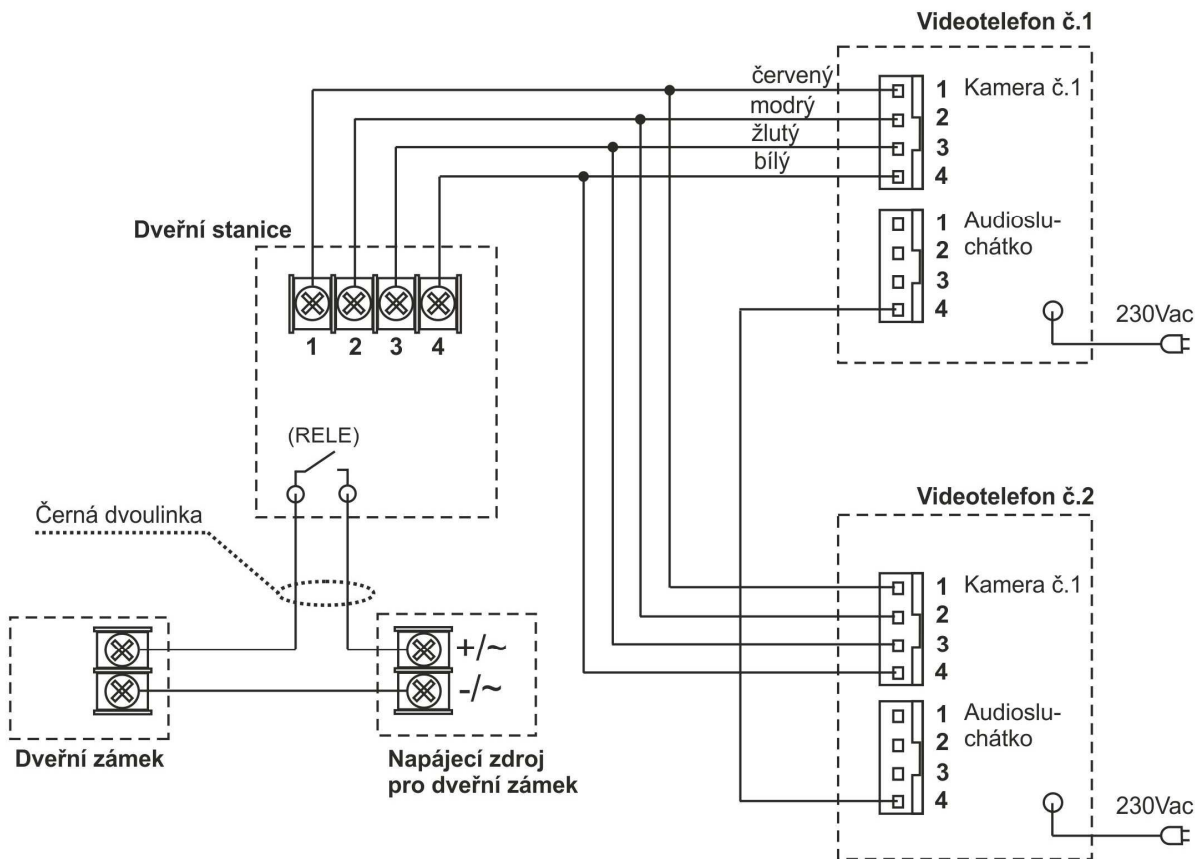 Videotelefon č.1
červený
modrý
žlutý
bílý
1 Kamera č.1
2
3
4
1 Audioslu-
2 chátko
3
4
230Vac
Dveřní stanice
1 2 3 4
(RELE)
Černá dvoulinka
+/~
-/~
Dveřní zámek
Napájecí zdroj
pro dveřní zámek
Videotelefon č.2
1 Kamera č.1
2
3
4
1 Audioslu-
2 chátko
3
4
230Vac